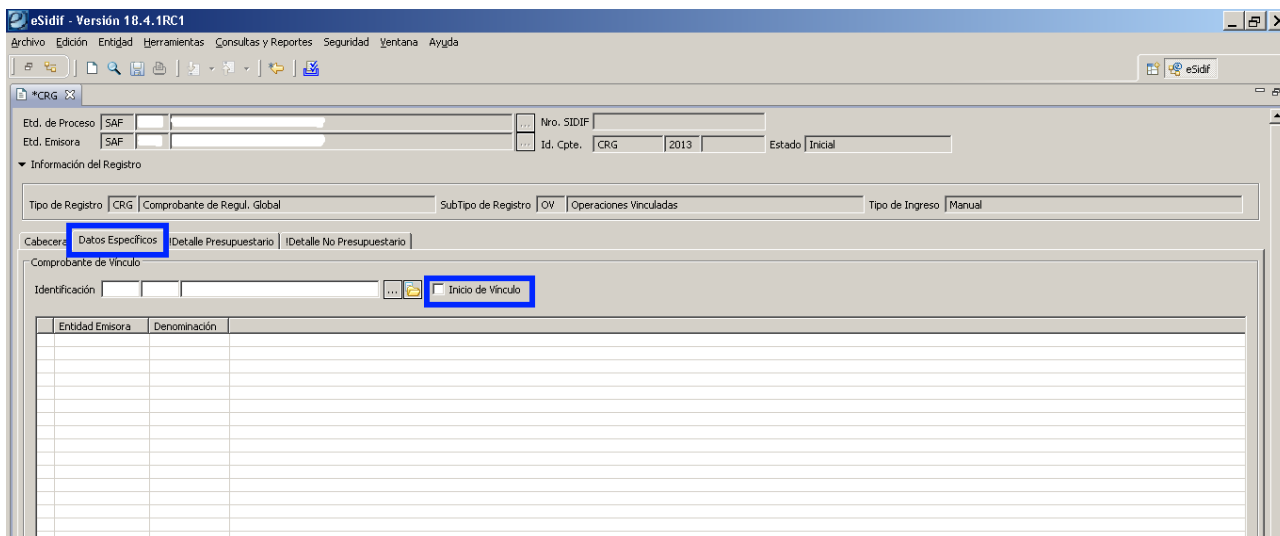 eSidif - Versión 18.4.1RC1
Archivo Edición Entidad Herramientas Consultas y Reportes Seguridad Ventana Ayuda
eSidif
*CRG
Etd. de Proceso SAF ... Nro. SIDIF
Etd. Emisora SAF ... Id. Cpte. CRG 2013 Estado Inicial
Información del Registro
Tipo de Registro CRG Comprobante de Regul. Global SubTipo de Registro OV Operaciones Vinculadas Tipo de Ingreso Manual
Cabecera Datos Específicos !Detalle Presupuestario !Detalle No Presupuestario
Comprobante de Vínculo
Identificación ... Inicio de Vínculo
Entidad Emisora Denominación